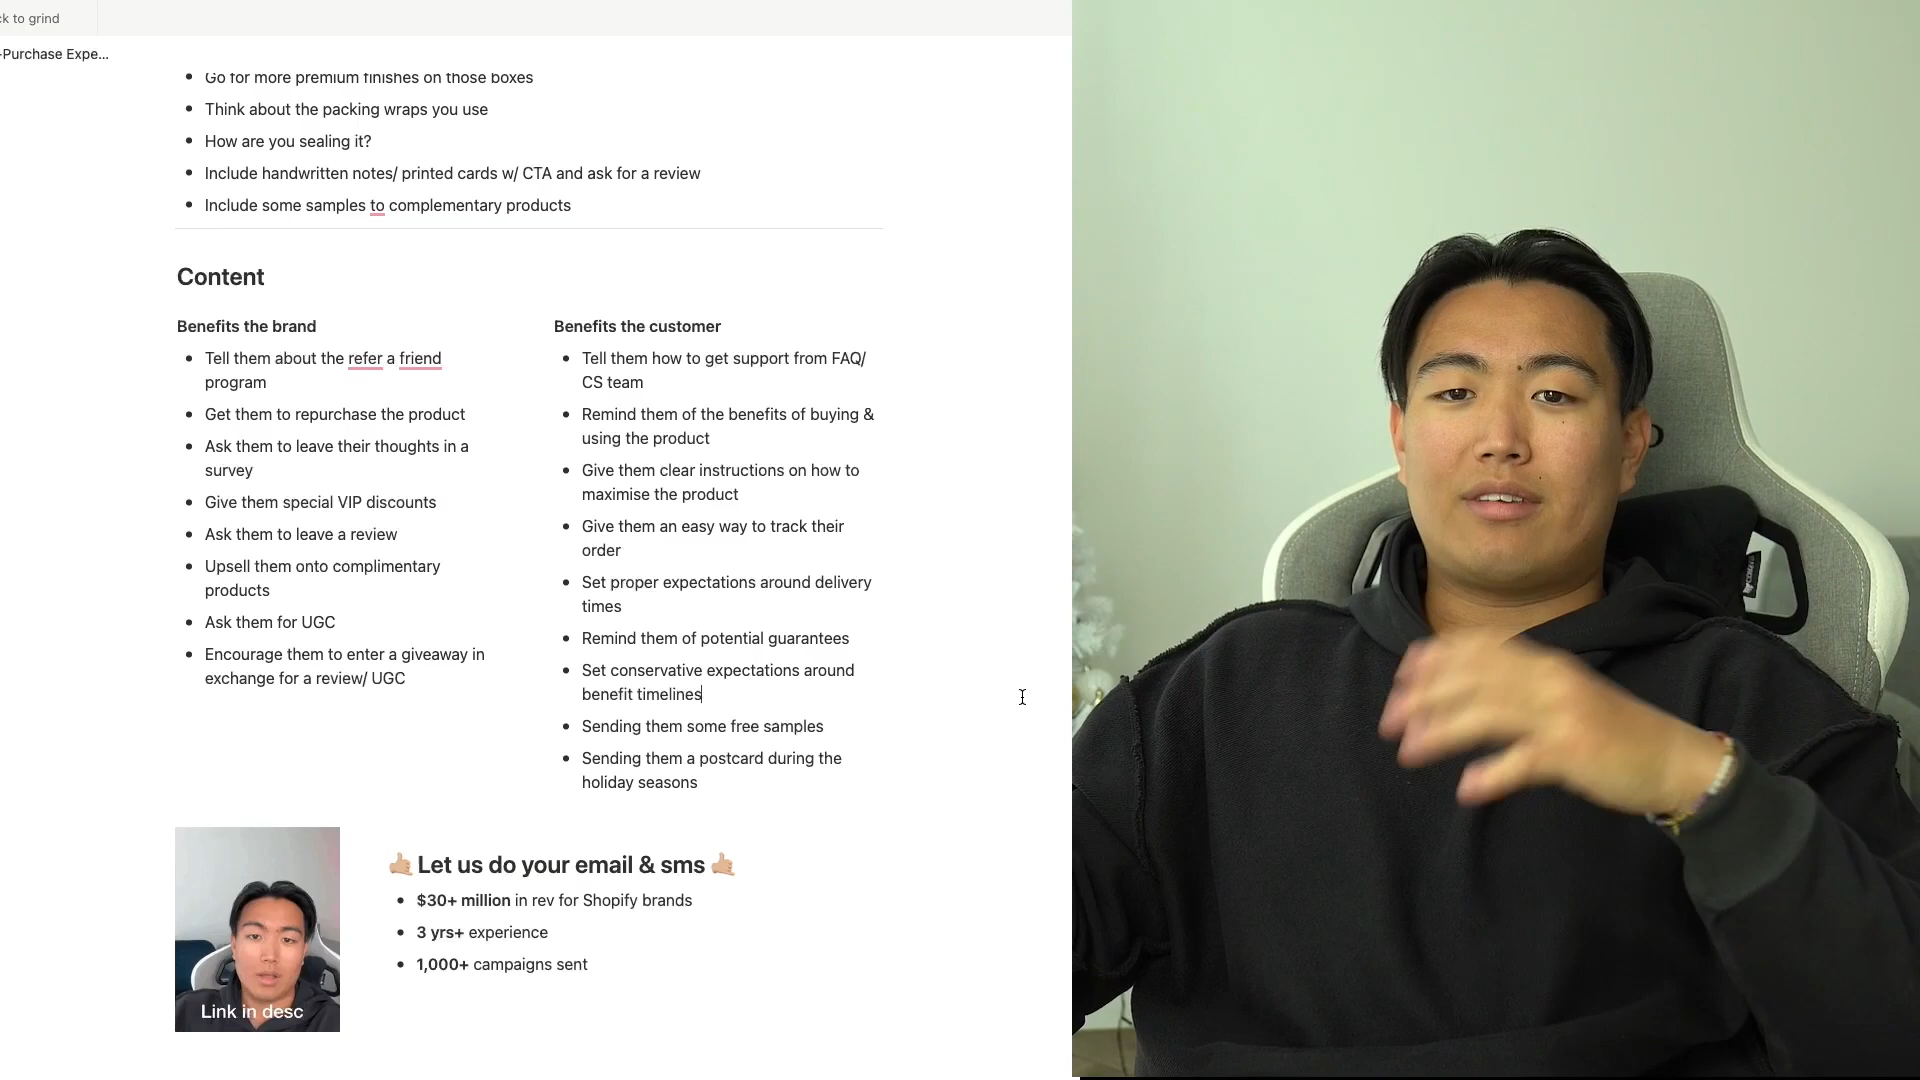 ck to grind
-Purchase Expe...
Go for more premium finishes on those boxes
Think about the packing wraps you use
How are you sealing it?
Include handwritten notes/ printed cards w/ CTA and ask for a review
Include some samples to complementary products
Content
Benefits the brand
Tell them about the refer a friend
program
Get them to repurchase the product
Ask them to leave their thoughts in a
survey
Give them special VIP discounts
Ask them to leave a review
Upsell them onto complimentary
products
Ask them for UGC
Encourage them to enter a giveaway in
exchange for a review/ UGC
Benefits the customer
Tell them how to get support from FAQ/
CS team
Remind them of the benefits of buying &
using the product
Give them clear instructions on how to
maximise the product
Give them an easy way to track their
order
Set proper expectations around delivery
times
Remind them of potential guarantees
Set conservative expectations around
benefit timelines
Sending them some free samples
Sending them a postcard during the
holiday seasons
Link in desc
🤙🏼 Let us do your email & sms 🤙🏼
$30+ million in rev for Shopify brands
3 yrs+ experience
1,000+ campaigns sent